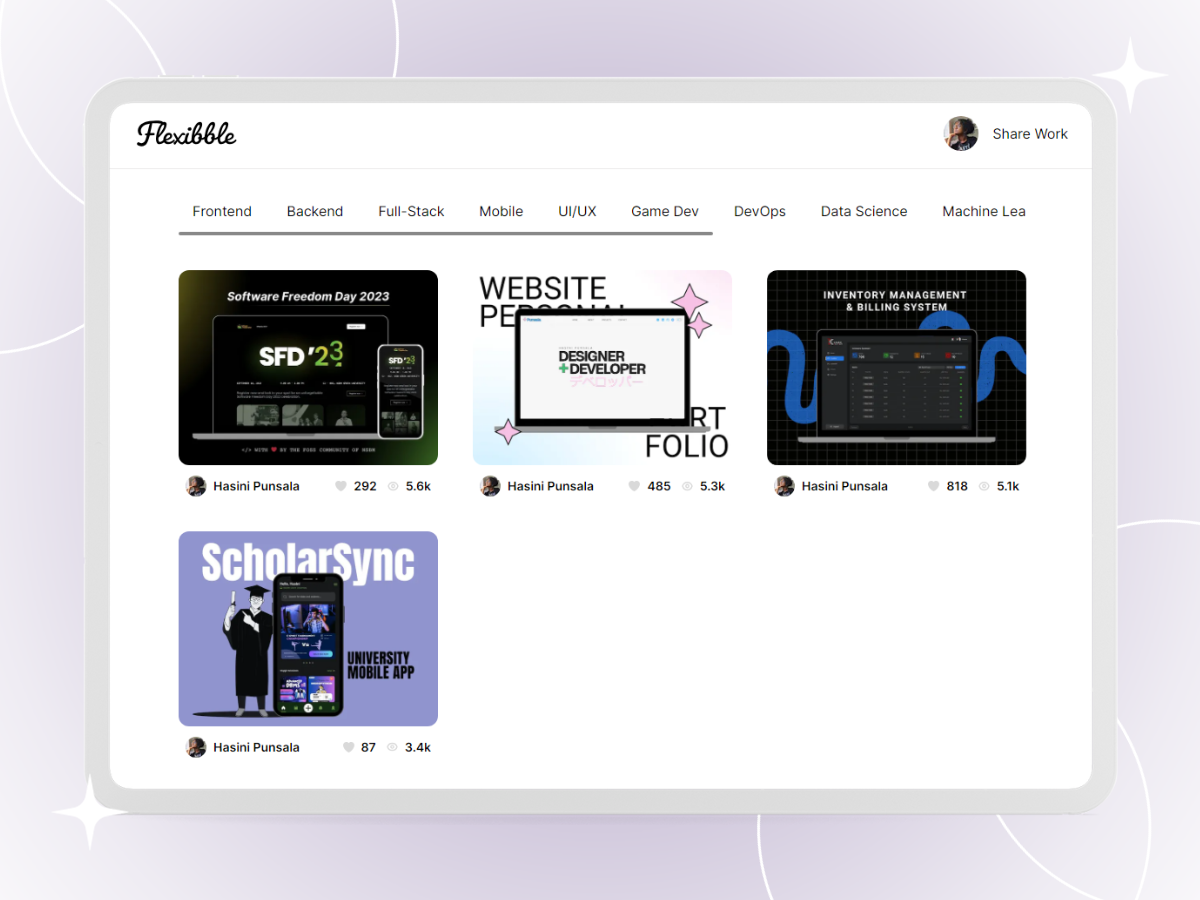 Flexibble
Share Work
Frontend Backend Full-Stack Mobile UI/UX Game Dev DevOps Data Science Machine Lea
Software Freedom Day 2023
SFD '23
SFD '23
</> WITH ❤ BY THE FOSS COMMUNITY OF NSBM
Hasini Punsala 292 5.6k
WEBSITE
PERSONAL
DESIGNER
+DEVELOPER
デベロッパー
FOLIO
Hasini Punsala 485 5.3k
INVENTORY MANAGEMENT
& BILLING SYSTEM
Hasini Punsala 818 5.1k
ScholarSync
UNIVERSITY
MOBILE APP
Hasini Punsala 87 3.4k